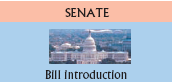 SENATE
Bill introduction